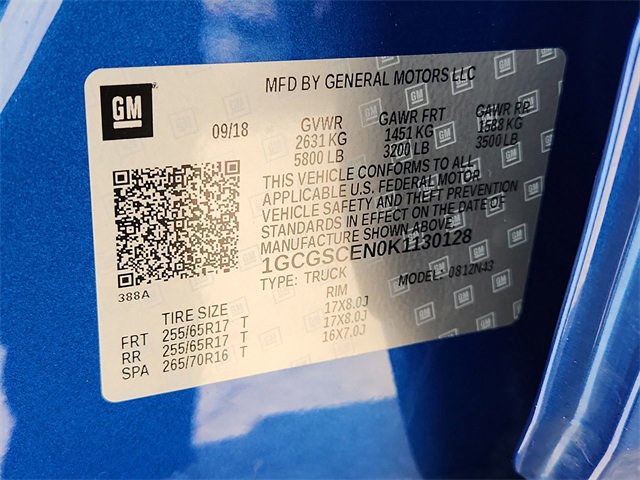 MFD BY GENERAL MOTORS LLC
GM
09/18 GVWR GAWR FRT GAWR RR
2631 KG 1451 KG 1588 KG
5800 LB 3200 LB 3500 LB
THIS VEHICLE CONFORMS TO ALL
APPLICABLE U.S. FEDERAL MOTOR
VEHICLE SAFETY AND THEFT PREVENTION
STANDARDS IN EFFECT ON THE DATE OF
MANUFACTURE SHOWN ABOVE.
1GCGSCEN0K1130128
TYPE: TRUCK MODEL: 0812N43
388A
TIRE SIZE RIM
FRT 255/65R17 T 17X8.0J
RR 255/65R17 T 17X8.0J
SPA 265/70R16 T 16X7.0J